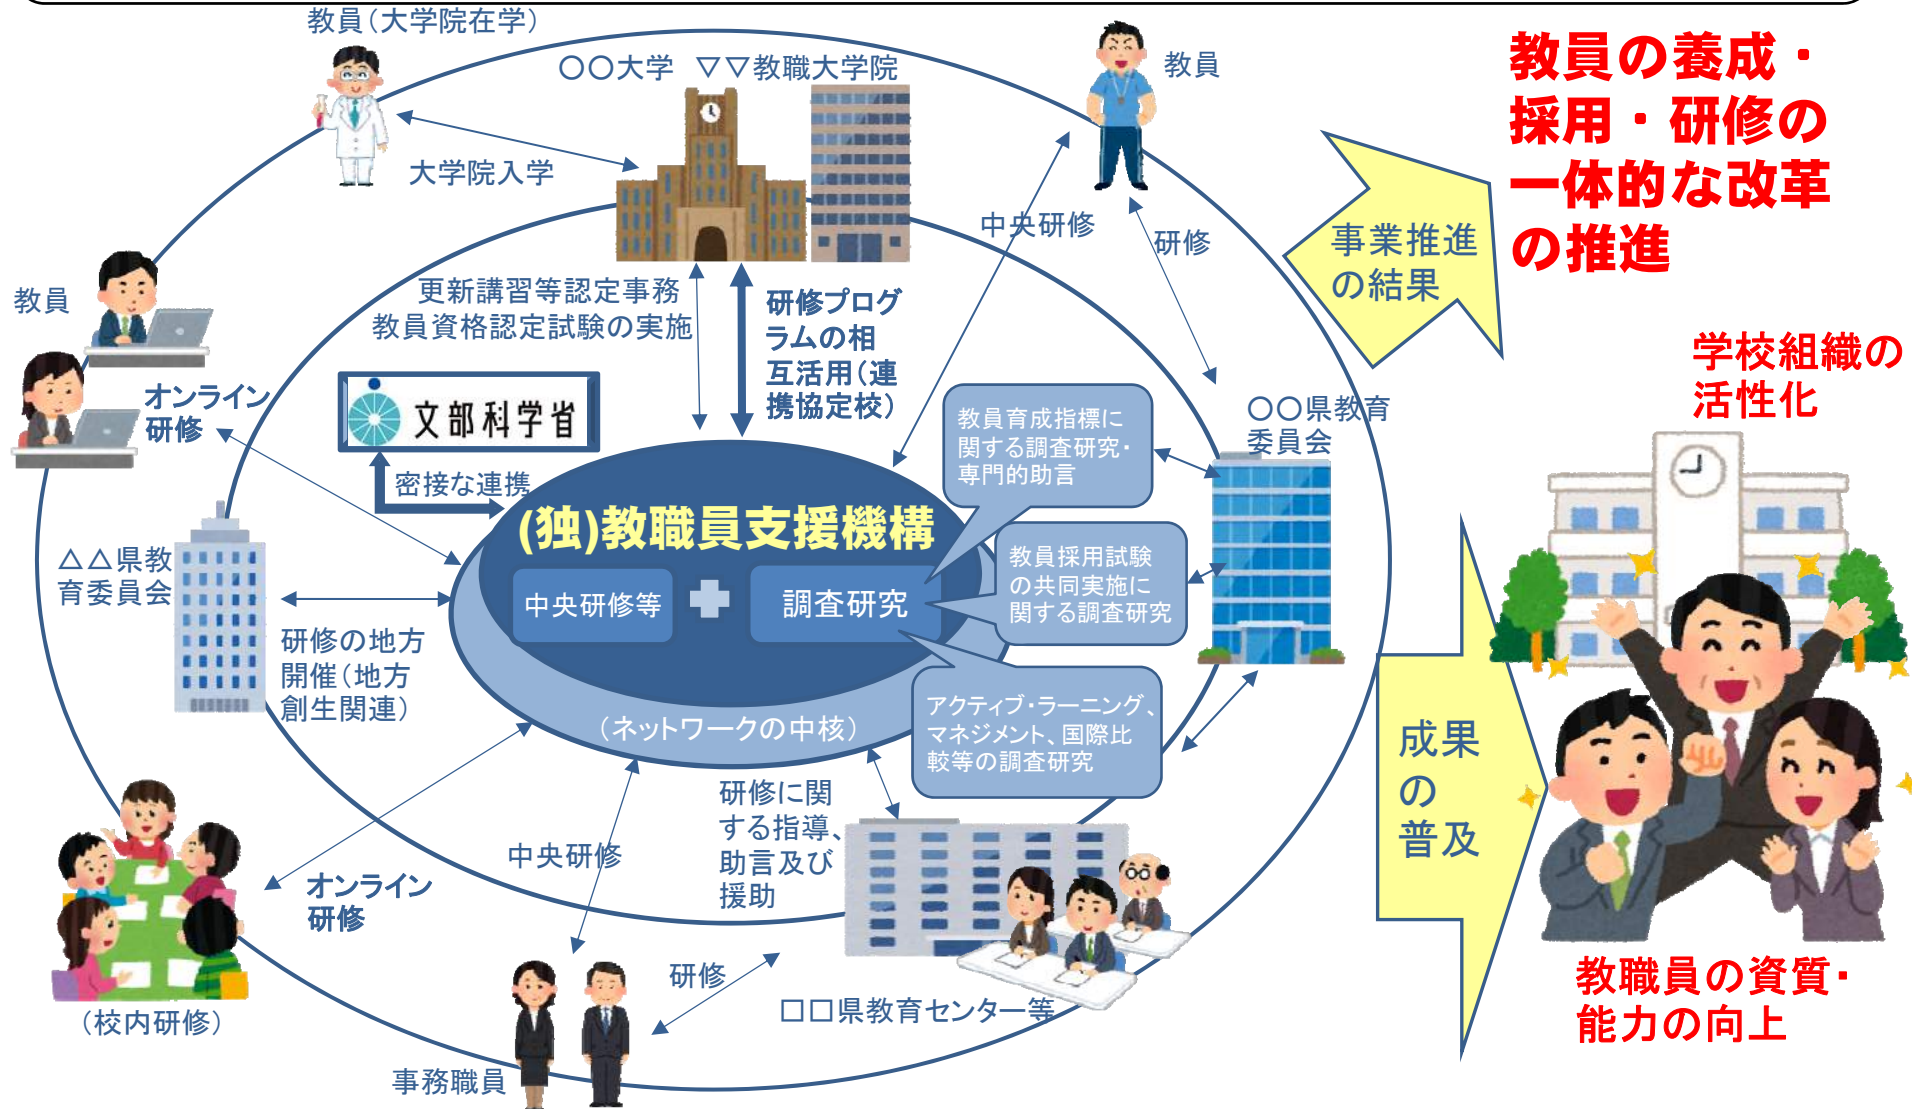 教員(大学院在学)
〇〇大学 ▽▽教職大学院
教員
大学院入学
中央研修
研修
教員の養成・
採用・研修の
一体的な改革
の推進
事業推進
の結果
教員
更新講習等認定事務
教員資格認定試験の実施
研修プログ
ラムの相
互活用(連
携協定校)
オンライン
研修
文部科学省
密接な連携
教員育成指標に
関する調査研究・
専門的助言
〇〇県教育
委員会
学校組織の
活性化
(独)教職員支援機構
中央研修等
調査研究
教員採用試験
の共同実施に
関する調査研究
△△県教
育委員会
研修の地方
開催(地方
創生関連)
(ネットワークの中核)
アクティブ・ラーニング、
マネジメント、国際比
較等の調査研究
成果
の
普及
研修に関
する指導、
助言及び
援助
中央研修
オンライン
研修
(校内研修)
研修
□□県教育センター等
事務職員
教職員の資質・
能力の向上